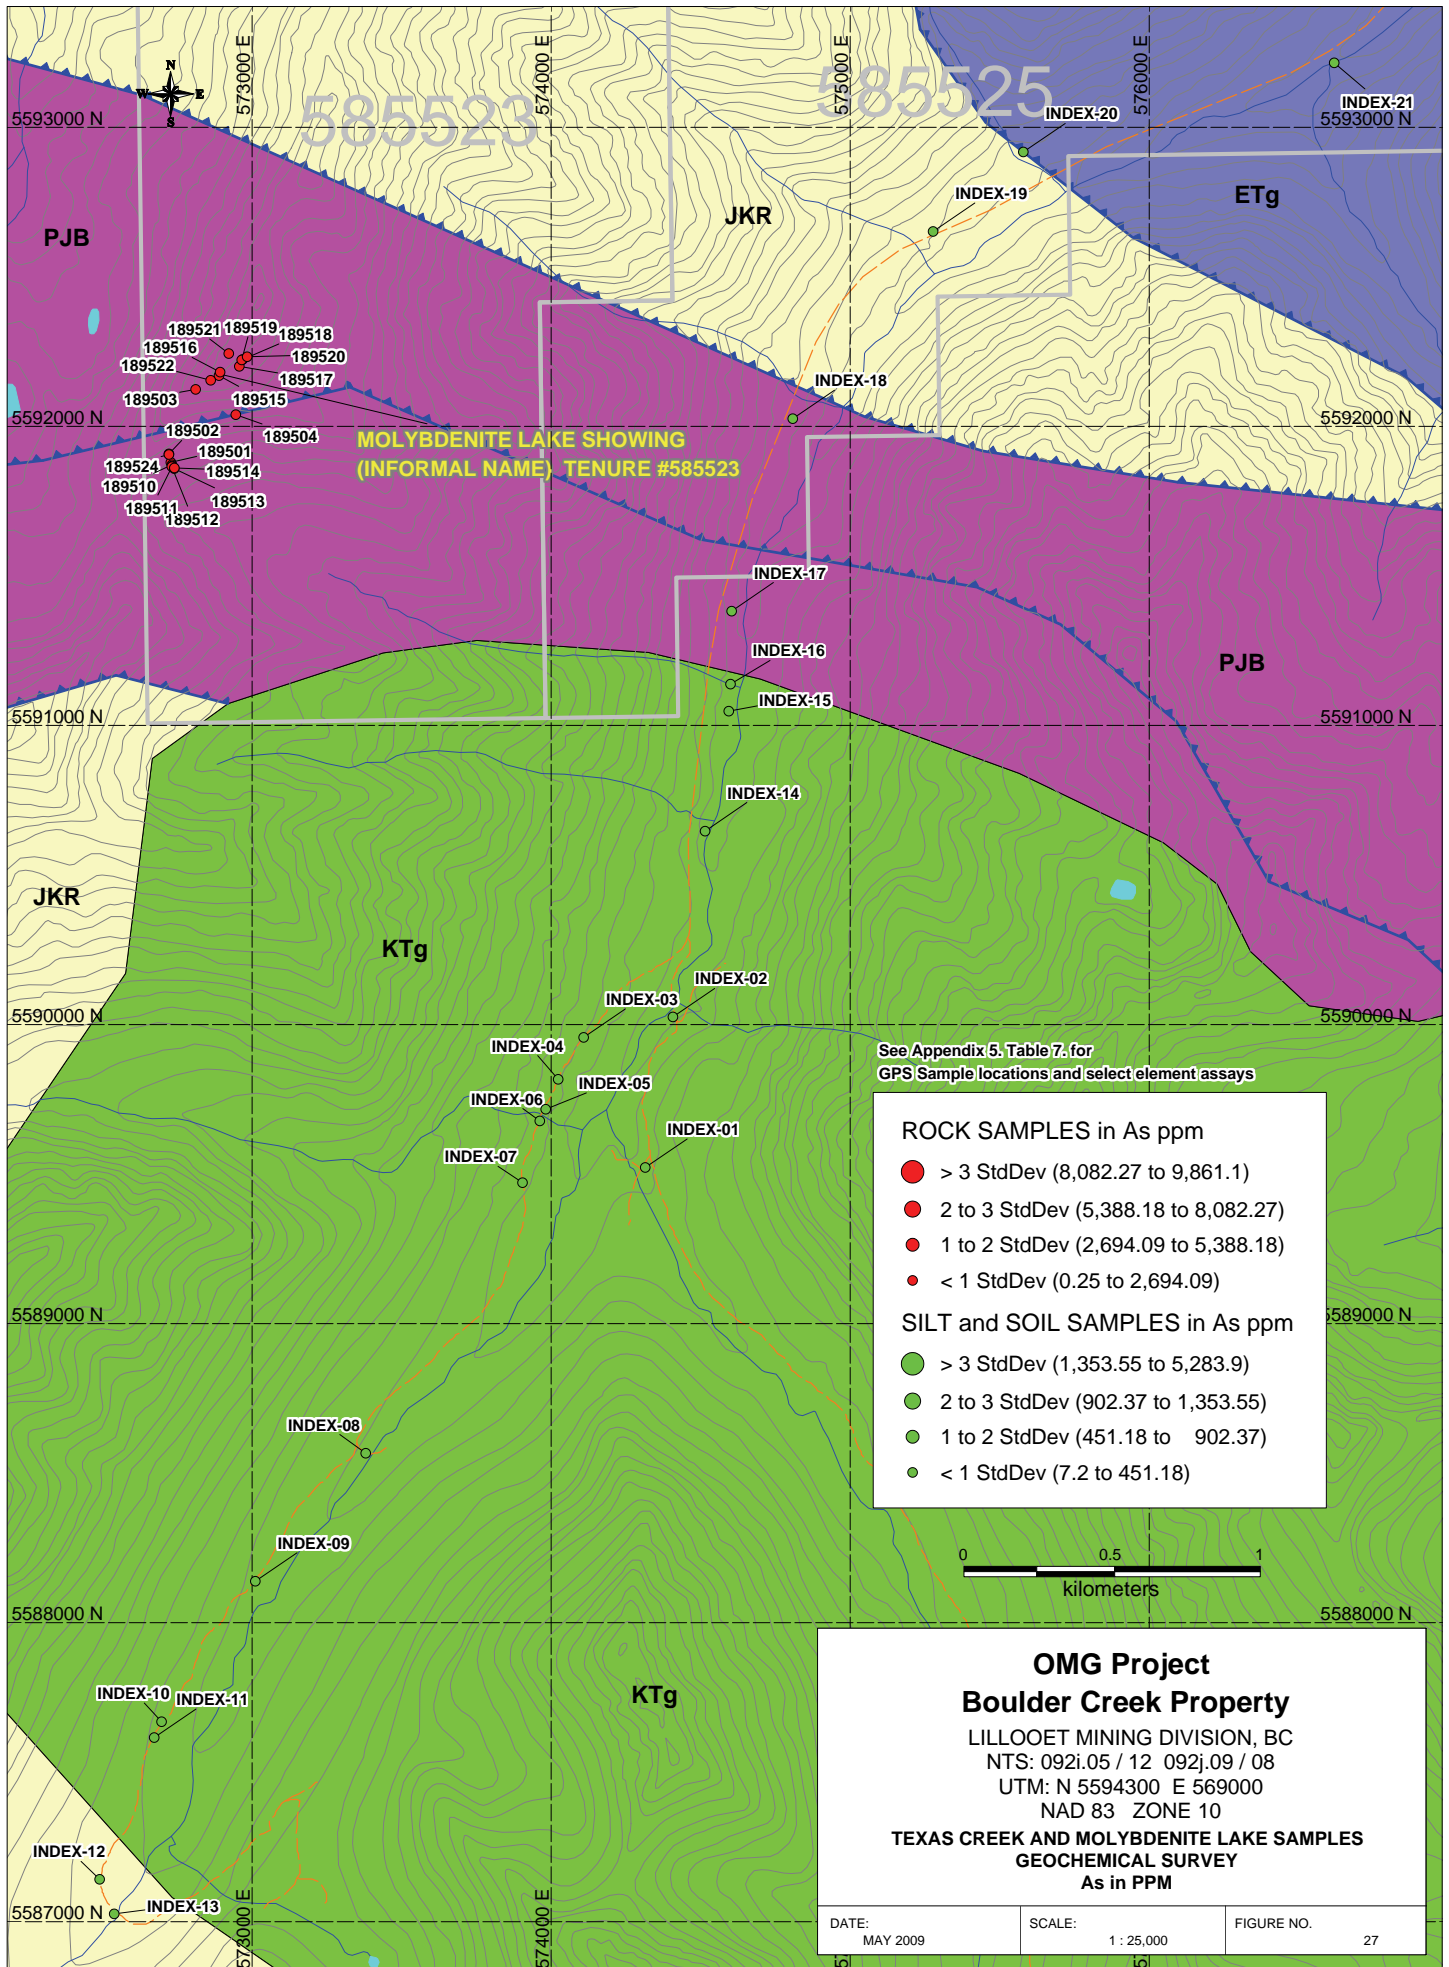 N
W E
S
573000 E
574000 E
575000 E
576000 E
585523
585525
INDEX-21
INDEX-20
5593000 N
5593000 N
INDEX-19
ETg
JKR
PJB
189521
189519
189518
189516
189520
189522
189517
189503
189515
INDEX-18
5592000 N
5592000 N
189502
189504
189501
MOLYBDENITE LAKE SHOWING
(INFORMAL NAME) TENURE #585523
189524
189514
189510
189513
189511
189512
INDEX-17
INDEX-16
PJB
INDEX-15
5591000 N
5591000 N
INDEX-14
JKR
KTg
INDEX-02
INDEX-03
5590000 N
5590000 N
INDEX-04
INDEX-05
INDEX-06
INDEX-01
INDEX-07
See Appendix 5. Table 7. for
GPS Sample locations and select element assays
ROCK SAMPLES in As ppm
> 3 StdDev (8,082.27 to 9,861.1)
2 to 3 StdDev (5,388.18 to 8,082.27)
1 to 2 StdDev (2,694.09 to 5,388.18)
< 1 StdDev (0.25 to 2,694.09)
5589000 N
5589000 N
SILT and SOIL SAMPLES in As ppm
> 3 StdDev (1,353.55 to 5,283.9)
2 to 3 StdDev (902.37 to 1,353.55)
1 to 2 StdDev (451.18 to 902.37)
< 1 StdDev (7.2 to 451.18)
INDEX-08
INDEX-09
0 0.5 1
kilometers
5588000 N
5588000 N
INDEX-10
INDEX-11
KTg
INDEX-12
INDEX-13
5587000 N
573000 E
574000 E
OMG Project
Boulder Creek Property
LILLOOET MINING DIVISION, BC
NTS: 092i.05 / 12 092j.09 / 08
UTM: N 5594300 E 569000
NAD 83 ZONE 10
TEXAS CREEK AND MOLYBDENITE LAKE SAMPLES
GEOCHEMICAL SURVEY
As in PPM
DATE:
MAY 2009
SCALE:
1 : 25,000
FIGURE NO.
27